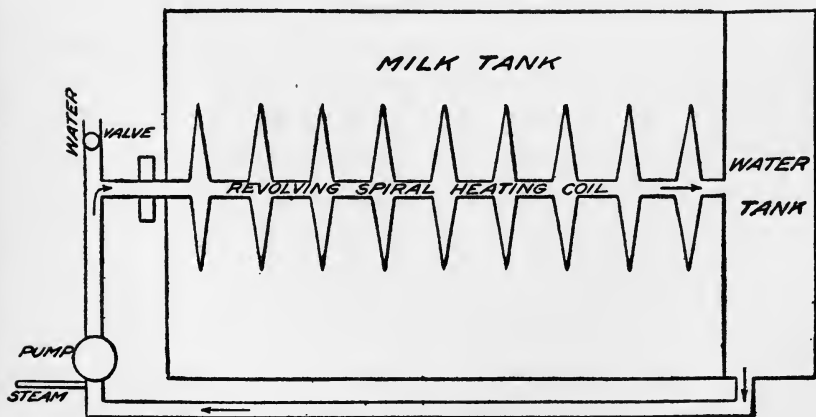 MILK TANK
WATER
VALVE
REVOLVING SPIRAL HEATING COIL
WATER
TANK
PUMP
STEAM